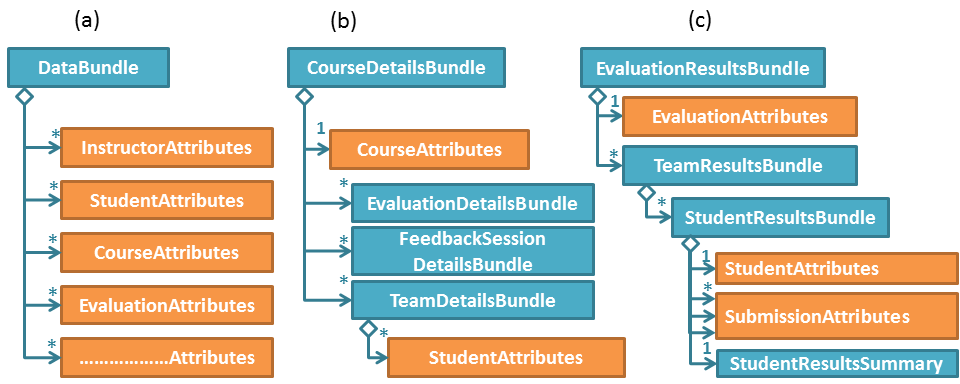 (a)
DataBundle
*
InstructorAttributes
*
StudentAttributes
*
CourseAttributes
*
EvaluationAttributes
*
..................Attributes
(b)
CourseDetailsBundle
1
CourseAttributes
*
EvaluationDetailsBundle
*
FeedbackSession
DetailsBundle
*
TeamDetailsBundle
*
StudentAttributes
(c)
EvaluationResultsBundle
1
EvaluationAttributes
*
TeamResultsBundle
*
StudentResultsBundle
1
StudentAttributes
*
SubmissionAttributes
1
StudentResultsSummary